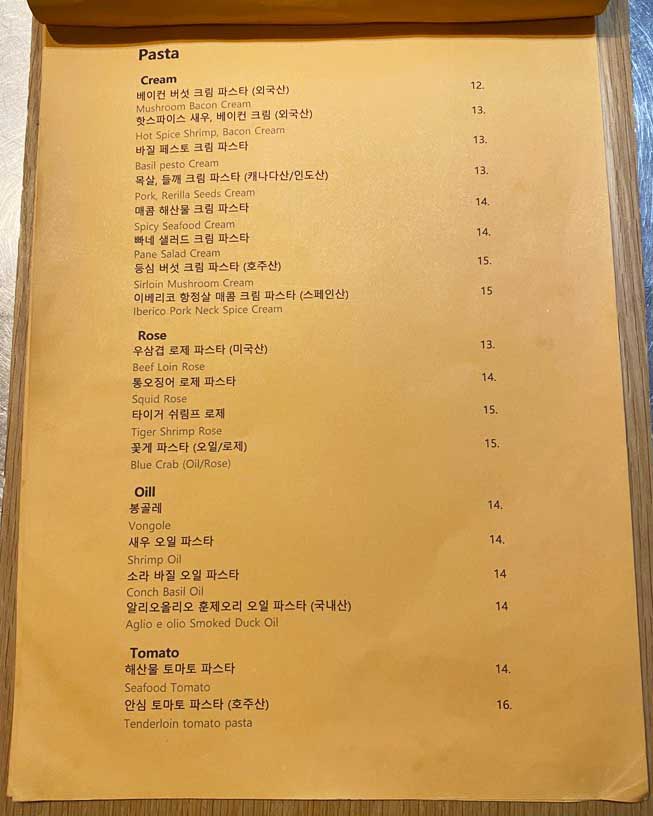 Pasta
Cream
베이컨 버섯 크림 파스타 (외국산) 12.
Mushroom Bacon Cream
핫스파이스 새우, 베이컨 크림 (외국산) 13.
Hot Spice Shrimp, Bacon Cream
바질 페스토 크림 파스타 13.
Basil pesto Cream
목살, 들깨 크림 파스타 (캐나다산/인도산) 13.
Pork, Rerilla Seeds Cream
매콤 해산물 크림 파스타 14.
Spicy Seafood Cream
빠네 샐러드 크림 파스타 14.
Pane Salad Cream
등심 버섯 크림 파스타 (호주산) 15.
Sirloin Mushroom Cream
이베리코 항정살 매콤 크림 파스타 (스페인산) 15
Iberico Pork Neck Spice Cream
Rose
우삼겹 로제 파스타 (미국산) 13.
Beef Loin Rose
통오징어 로제 파스타 14.
Squid Rose
타이거 쉬림프 로제 15.
Tiger Shrimp Rose
꽃게 파스타 (오일/로제) 15.
Blue Crab (Oil/Rose)
Oill
봉골레 14.
Vongole
새우 오일 파스타 14.
Shrimp Oil
소라 바질 오일 파스타 14
Conch Basil Oil
알리오올리오 훈제오리 오일 파스타 (국내산) 14
Aglio e olio Smoked Duck Oil
Tomato
해산물 토마토 파스타 14.
Seafood Tomato
안심 토마토 파스타 (호주산) 16.
Tenderloin tomato pasta